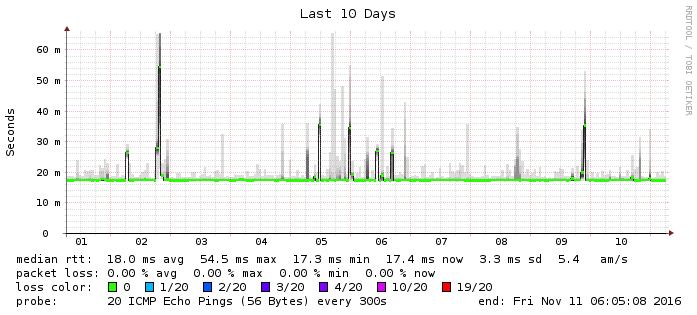 Last 10 Days
RRDTOOL / TOBI OETIKER
Seconds
60 m
50 m
40 m
30 m
20 m
10 m
0
01 02 03 04 05 06 07 08 09 10
median rtt: 18.0 ms avg 54.5 ms max 17.3 ms min 17.4 ms now 3.3 ms sd 5.4 am/s
packet loss: 0.00 % avg 0.00 % max 0.00 % min 0.00 % now
loss color: 0 1/20 2/20 3/20 4/20 10/20 19/20
probe: 20 ICMP Echo Pings (56 Bytes) every 300s end: Fri Nov 11 06:05:08 2016